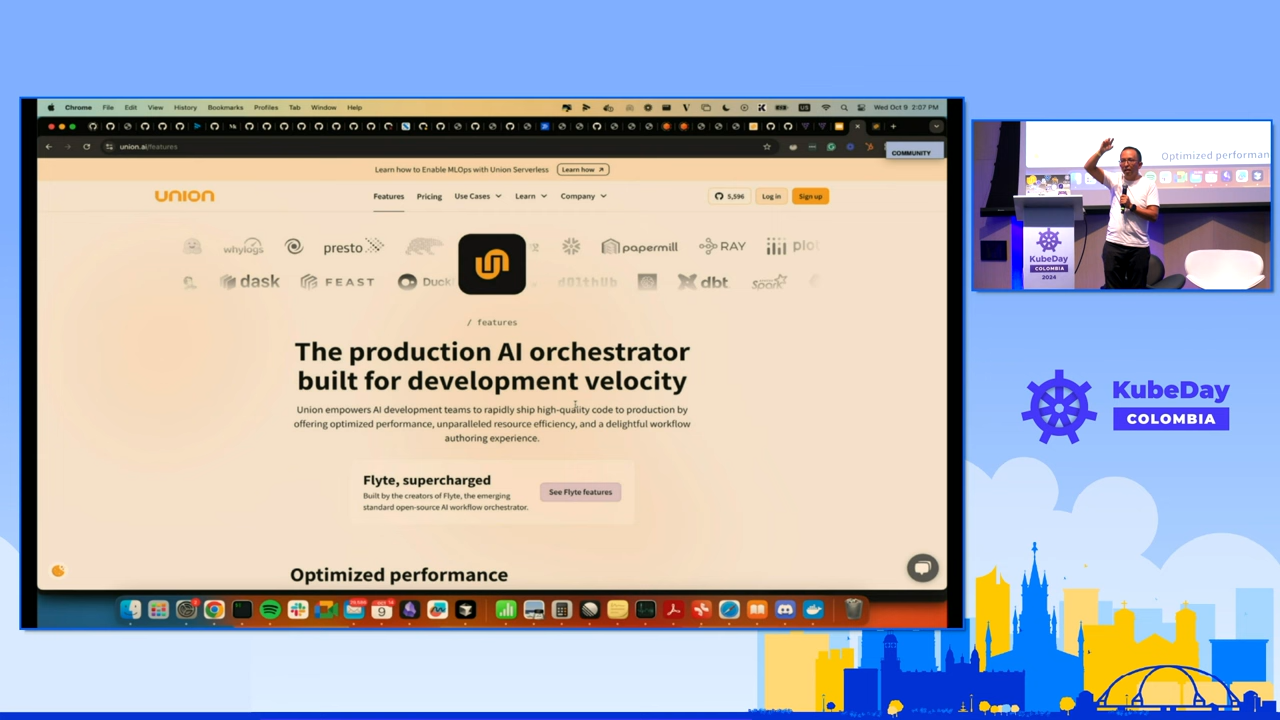 Chrome File Edit View History Bookmarks Profiles Tab Window Help
Wed Oct 9 2:07 PM
union.ai/features
COMMUNITY
Learn how to Enable MLOps with Union Serverless
Learn how
UNION
Features Pricing Use Cases Learn Company
5,596
Log in
Sign up
whylogs presto papermill RAY
dask FEAST Duck dbt Spark
/ features
The production AI orchestrator
built for development velocity
Union empowers AI development teams to rapidly ship high-quality code to production by
offering optimized performance, unparalleled resource efficiency, and a delightful workflow
authoring experience.
Flyte, supercharged
Built by the creators of Flyte, the emerging
standard open-source AI workflow orchestrator.
See Flyte features
Optimized performance
Optimized performan
KubeDay
COLOMBIA
2024
KubeDay
COLOMBIA